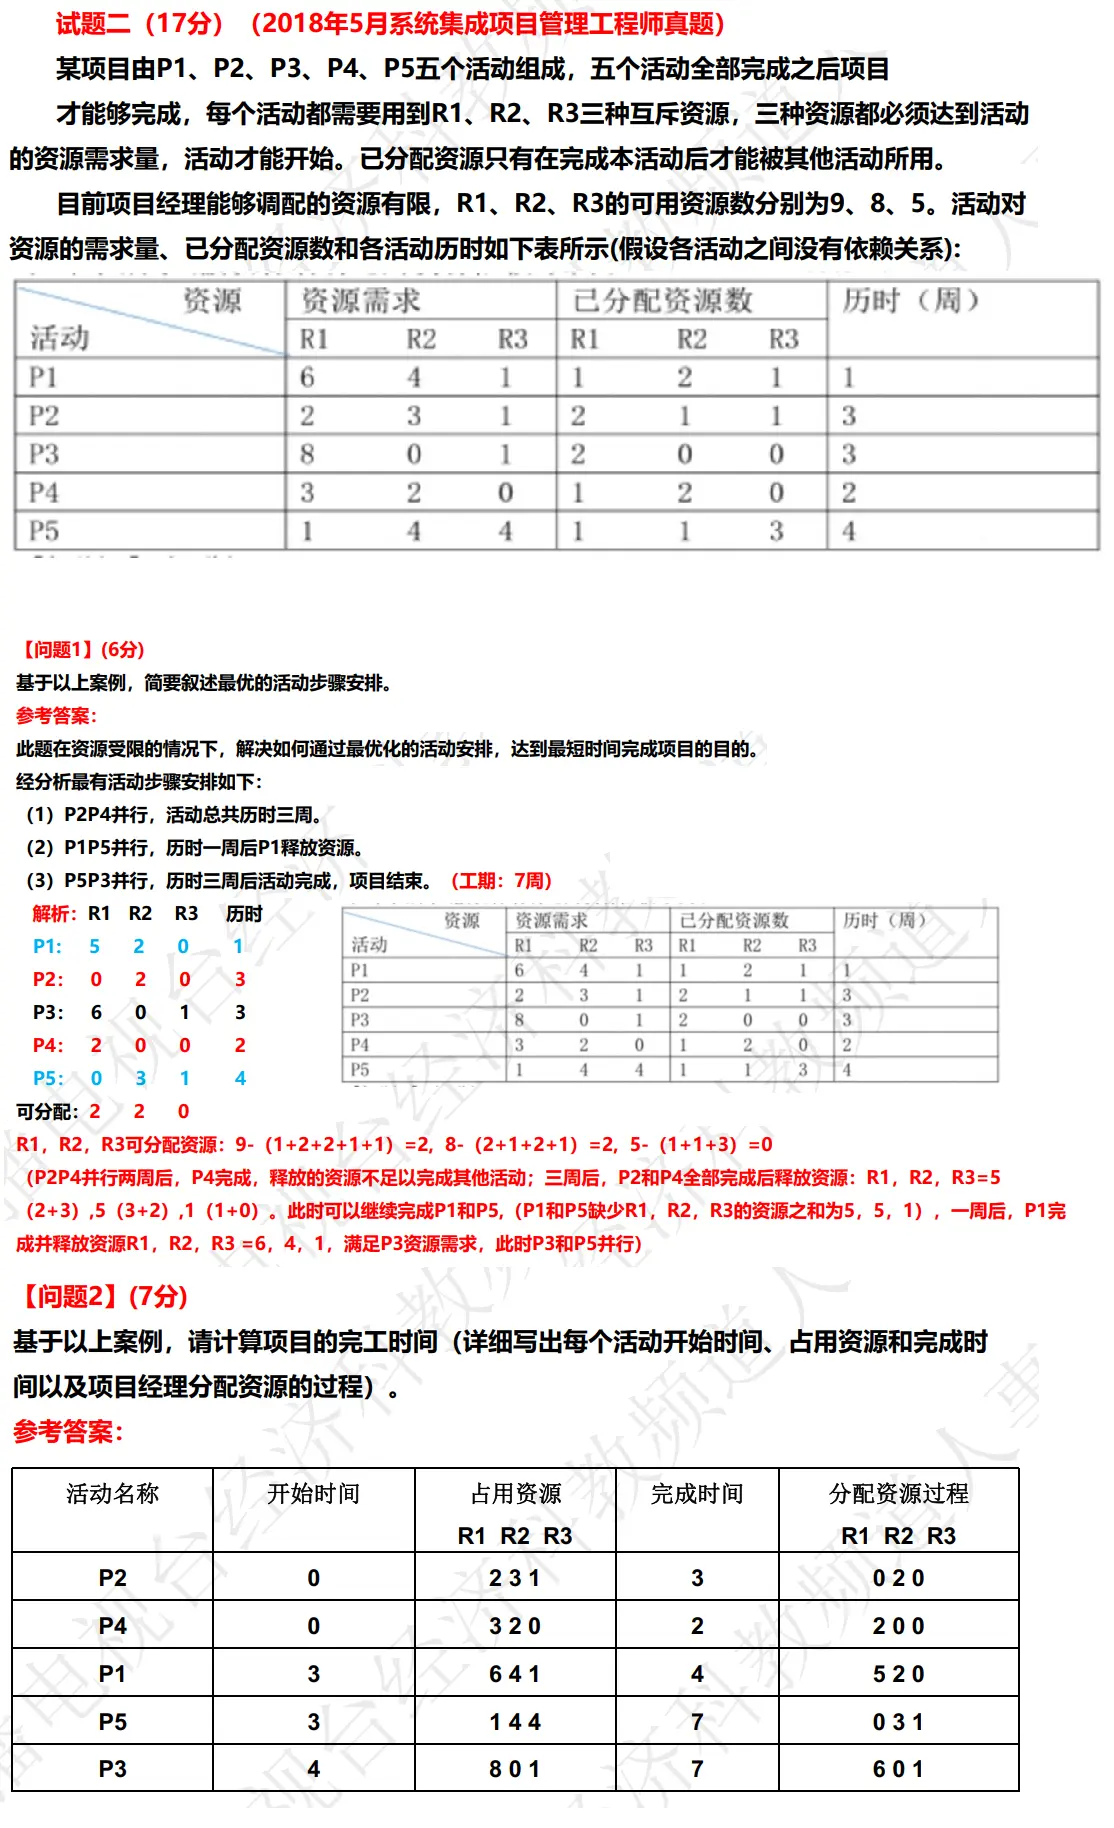 试题二（17分）（2018年5月系统集成项目管理工程师真题）
某项目由P1、P2、P3、P4、P5五个活动组成，五个活动全部完成之后项目
才能够完成，每个活动都需要用到R1、R2、R3三种互斥资源，三种资源都必须达到活动
的资源需求量，活动才能开始。已分配资源只有在完成本活动后才能被其他活动所用。
目前项目经理能够调配的资源有限，R1、R2、R3的可用资源数分别为9、8、5。活动对
资源的需求量、已分配资源数和各活动历时如下表所示(假设各活动之间没有依赖关系)：
资源 资源需求 已分配资源数 历时（周）
活动 R1 R2 R3 R1 R2 R3
P1 6 4 1 1 2 1 1
P2 2 3 1 2 1 1 3
P3 8 0 1 2 0 0 3
P4 3 2 0 1 2 0 2
P5 1 4 4 1 1 3 4
【问题1】(6分)
基于以上案例，简要叙述最优的活动步骤安排。
参考答案：
此题在资源受限的情况下，解决如何通过最优化的活动安排，达到最短时间完成项目的目的。
经分析最有活动步骤安排如下：
（1）P2P4并行，活动总共历时三周。
（2）P1P5并行，历时一周后P1释放资源。
（3）P5P3并行，历时三周后活动完成，项目结束。（工期：7周）
解析：R1 R2 R3 历时
P1: 5 2 0 1
P2: 0 2 0 3
P3: 6 0 1 3
P4: 2 0 0 2
P5: 0 3 1 4
可分配：2 2 0
资源 资源需求 已分配资源数 历时（周）
活动 R1 R2 R3 R1 R2 R3
P1 6 4 1 1 2 1 1
P2 2 3 1 2 1 1 3
P3 8 0 1 2 0 0 3
P4 3 2 0 1 2 0 2
P5 1 4 4 1 1 3 4
R1，R2，R3可分配资源：9-（1+2+2+1+1）=2，8-（2+1+2+1）=2，5-（1+1+3）=0
（P2P4并行两周后，P4完成，释放的资源不足以完成其他活动；三周后，P2和P4全部完成后释放资源：R1，R2，R3=5
（2+3）,5（3+2）,1（1+0）。此时可以继续完成P1和P5,（P1和P5缺少R1，R2，R3的资源之和为5，5，1），一周后，P1完
成并释放资源R1，R2，R3 =6，4，1，满足P3资源需求，此时P3和P5并行）
【问题2】(7分)
基于以上案例，请计算项目的完工时间（详细写出每个活动开始时间、占用资源和完成时
间以及项目经理分配资源的过程）。
参考答案：
活动名称 开始时间 占用资源 完成时间 分配资源过程
R1 R2 R3 R1 R2 R3
P2 0 2 3 1 3 0 2 0
P4 0 3 2 0 2 2 0 0
P1 3 6 4 1 4 5 2 0
P5 3 1 4 4 7 0 3 1
P3 4 8 0 1 7 6 0 1